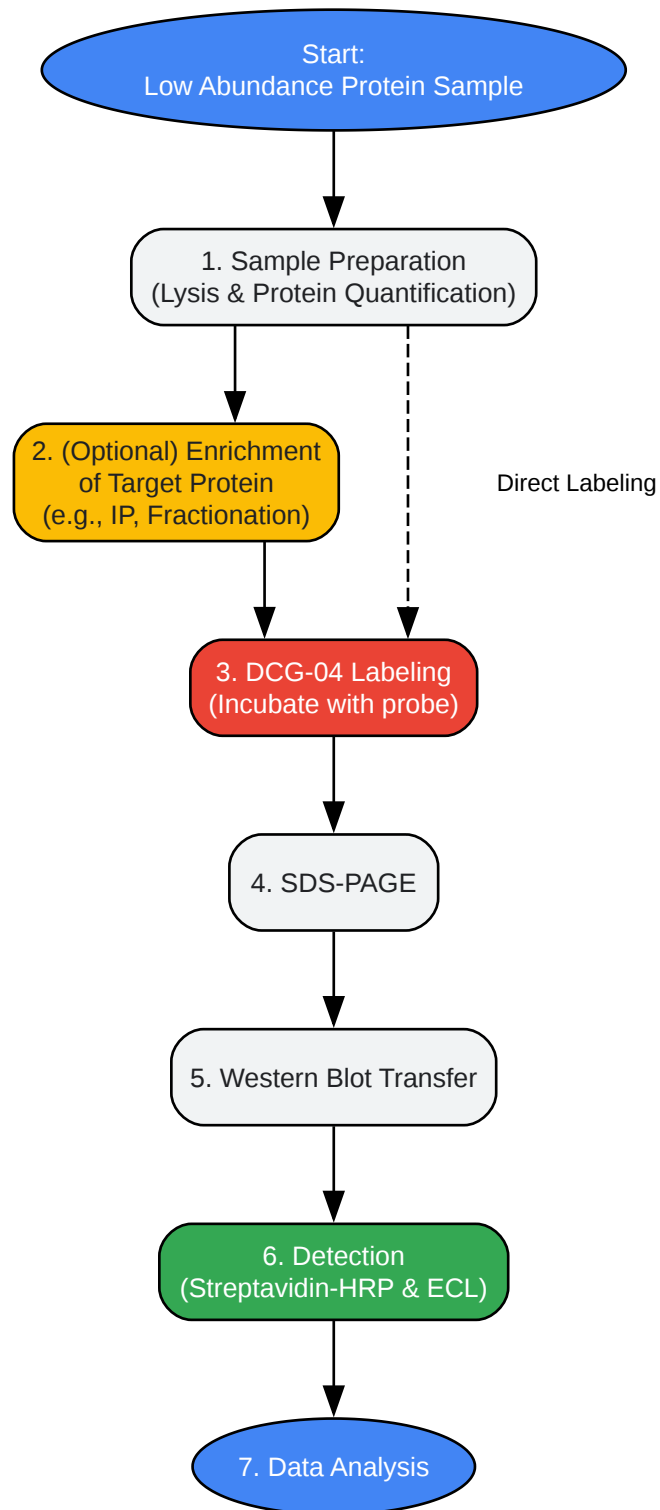 Start:
Low Abundance Protein Sample
1. Sample Preparation
(Lysis & Protein Quantification)
2. (Optional) Enrichment
of Target Protein
(e.g., IP, Fractionation)
Direct Labeling
3. DCG-04 Labeling
(Incubate with probe)
4. SDS-PAGE
5. Western Blot Transfer
6. Detection
(Streptavidin-HRP & ECL)
7. Data Analysis